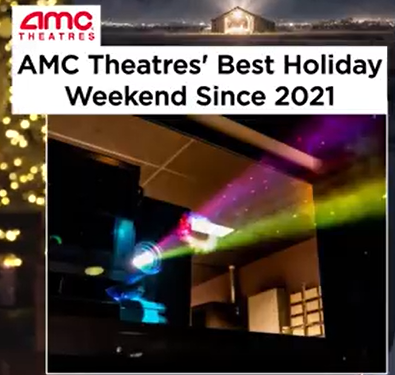 amc
THEATRES
AMC Theatres' Best Holiday
Weekend Since 2021